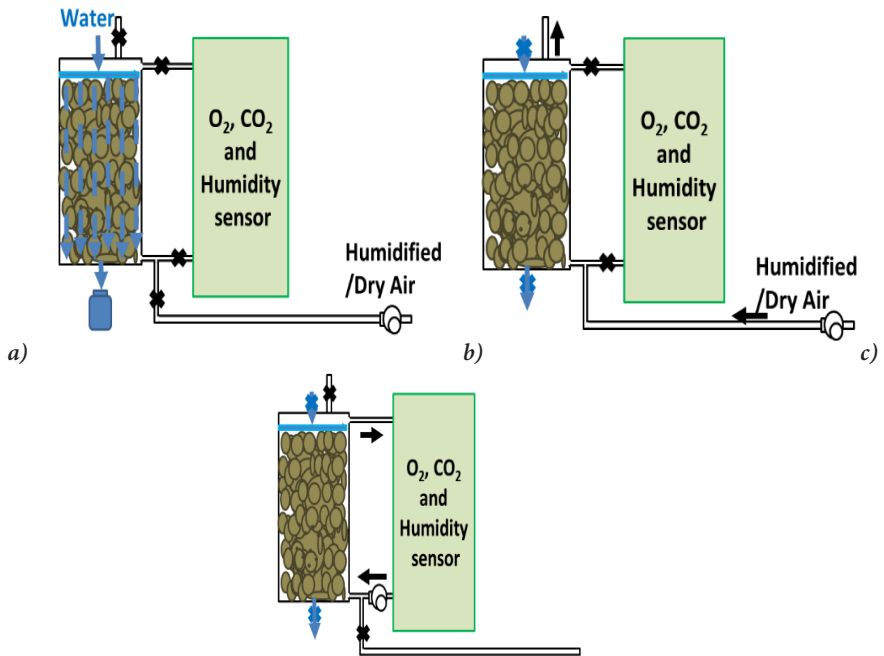 Water
O₂, CO₂
and
Humidity
sensor
Humidified
/Dry Air
a)
O₂, CO₂
and
Humidity
sensor
Humidified
/Dry Air
b)
c)
O₂, CO₂
and
Humidity
sensor